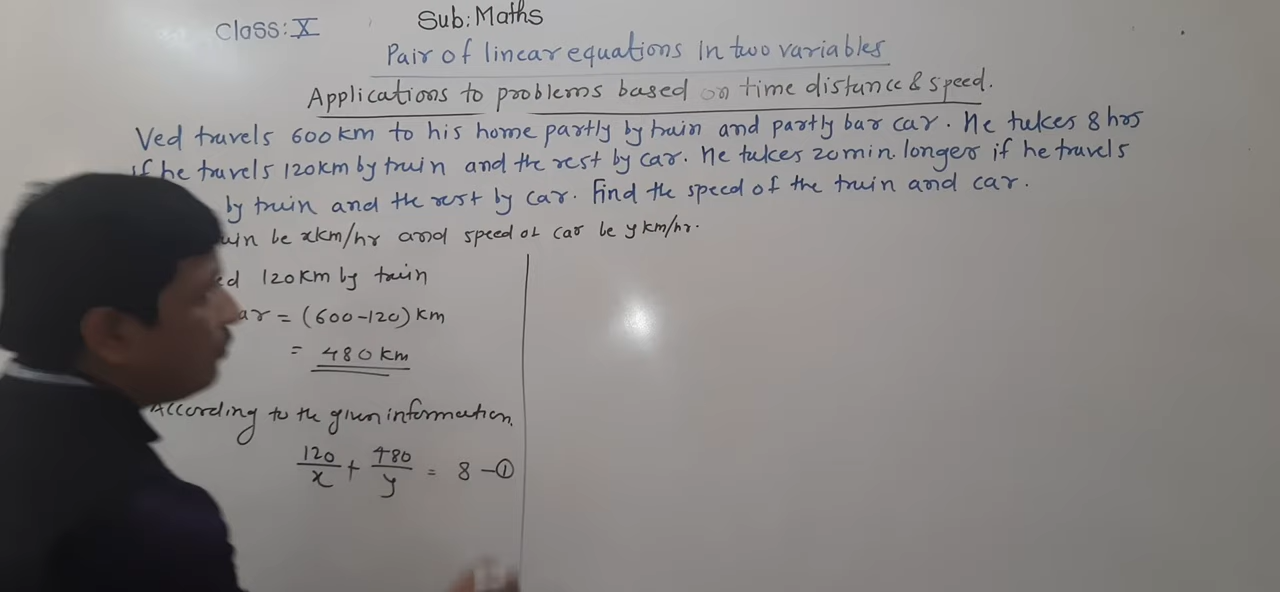 Class: X
Sub: Maths
Pair of linear equations in two variables
Applications to problems based on time distance & speed.
Ved travels 600 km to his home partly by train and partly bar car. He takes 8 hrs
if he travels 120 km by train and the rest by car. He takes 20 min. longer if he travels
by train and the rest by car. Find the speed of the train and car.
be x km/hr and speed of car be y km/hr.
120 km by train
= (600-120) km
= 480 km
According to the given information.
120/x + 480/y = 8 - ①